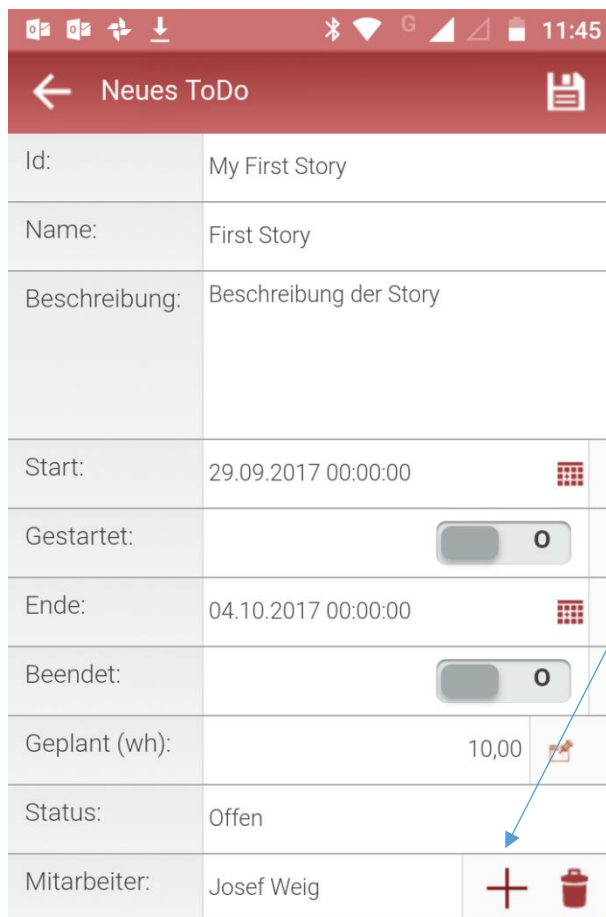 G 11:45
Neues ToDo
Id: My First Story
Name: First Story
Beschreibung: Beschreibung der Story
Start: 29.09.2017 00:00:00
Gestartet: O
Ende: 04.10.2017 00:00:00
Beendet: O
Geplant (wh): 10,00
Status: Offen
Mitarbeiter: Josef Weig